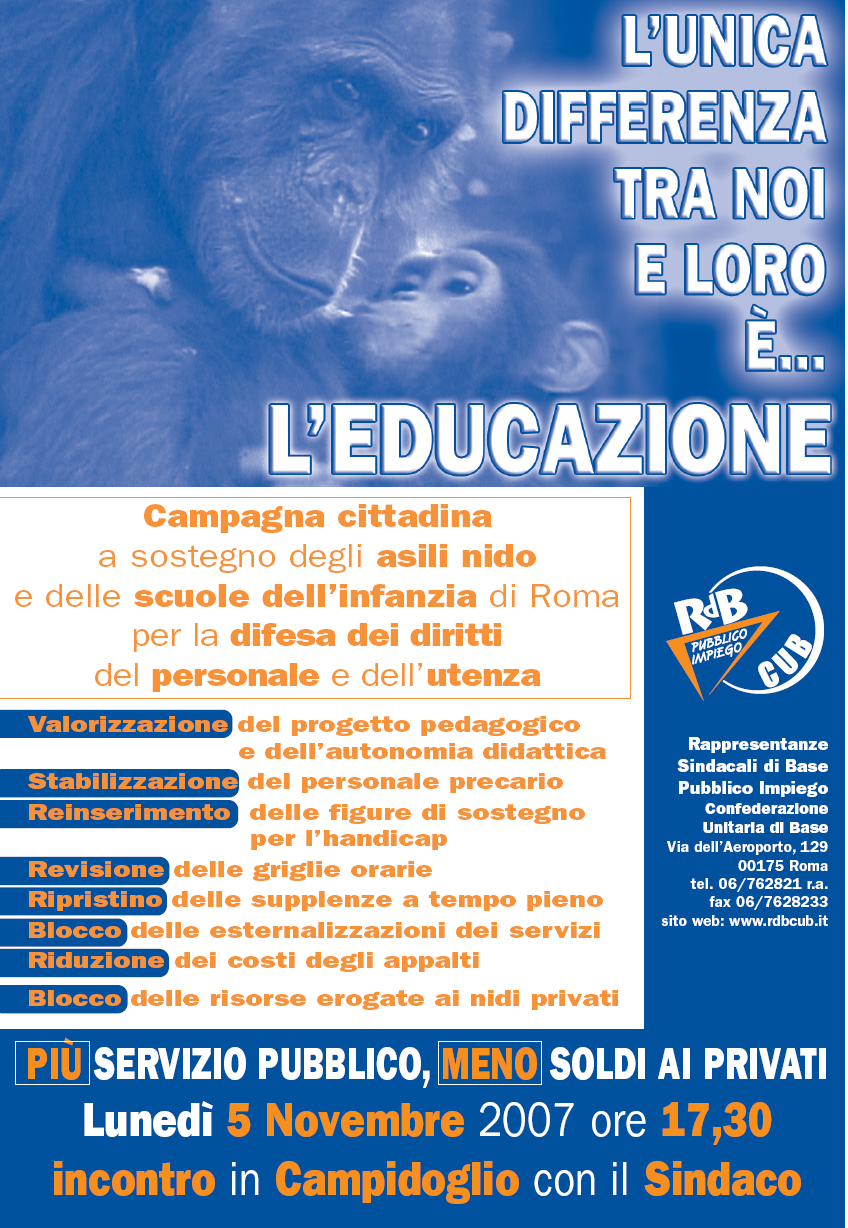 L'UNICA
DIFFERENZA
TRA NOI
E LORO
È...
L'EDUCAZIONE
Campagna cittadina
a sostegno degli asili nido
e delle scuole dell'infanzia di Roma
per la difesa dei diritti
del personale e dell'utenza
Valorizzazione del progetto pedagogico
e dell'autonomia didattica
Stabilizzazione del personale precario
Reinserimento delle figure di sostegno
per l'handicap
Revisione delle griglie orarie
Ripristino delle supplenze a tempo pieno
Blocco delle esternalizzazioni dei servizi
Riduzione dei costi degli appalti
Blocco delle risorse erogate ai nidi privati
RdB
PUBBLICO
IMPIEGO
CUB
Rappresentanze
Sindacali di Base
Pubblico Impiego
Confederazione
Unitaria di Base
Via dell'Aeroporto, 129
00175 Roma
tel. 06/762821 r.a.
fax 06/7628233
sito web: www.rdbcub.it
PIÙ SERVIZIO PUBBLICO, MENO SOLDI AI PRIVATI
Lunedì 5 Novembre 2007 ore 17,30
incontro in Campidoglio con il Sindaco